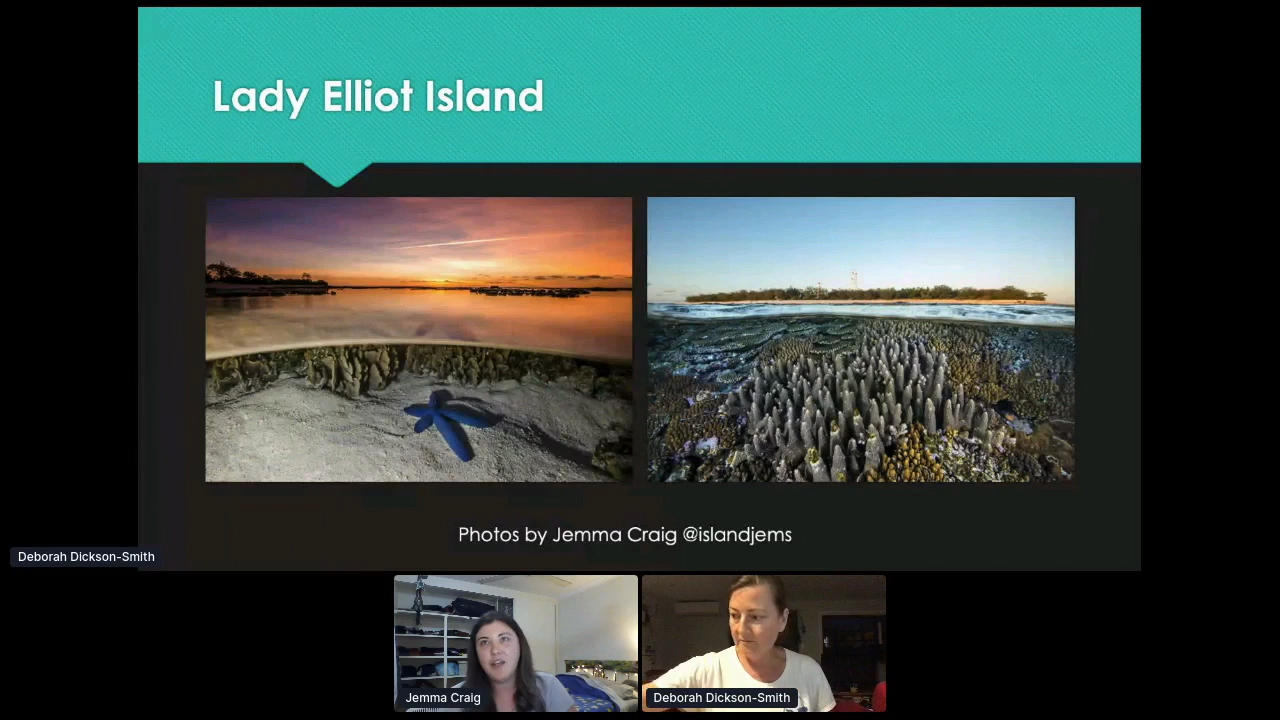 Lady Elliot Island
Photos by Jemma Craig @islandjems
Deborah Dickson-Smith
Jemma Craig
Deborah Dickson-Smith